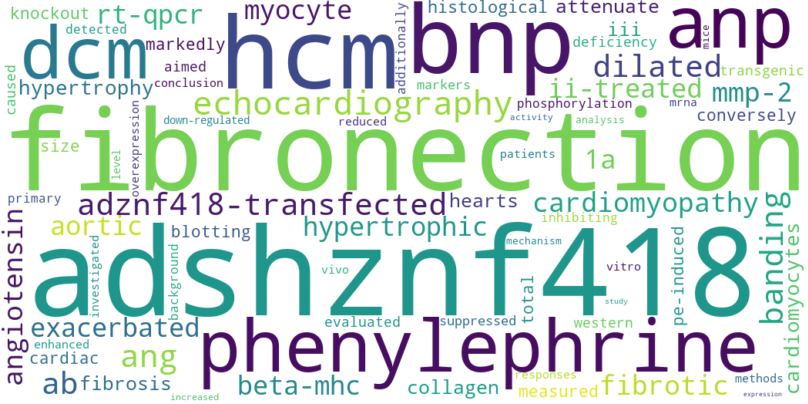 knockout
rt-qpcr
myocyte
histological
attenuate
anp
dcm
detected
markedly
aimed
conclusion
hcm
additionally
bnp
iii
deficiency
mice
dilated
transgenic
caused
hypertrophy
echocardiography
markers
phosphorylation
ii-treated
mrna
mmp-2
conversely
down-regulated
reduced
activity
analysis
fibronection
size
level
overexpression
patients
1a
primary
adznf418-transfected
hearts
cardiomyopathy
angiotensin
aortic
blotting
hypertrophic
inhibiting
banding
cardiomyocytes
adshznf418
investigated
background
vivo
mechanism
vitro
total
pe-induced
study
exacerbated
evaluated
suppressed
western
enhanced
cardiac
ang
phenylephrine
ab
fibrosis
beta-mhc
collagen
responses
measured
fibrotic
methods
increased
expression